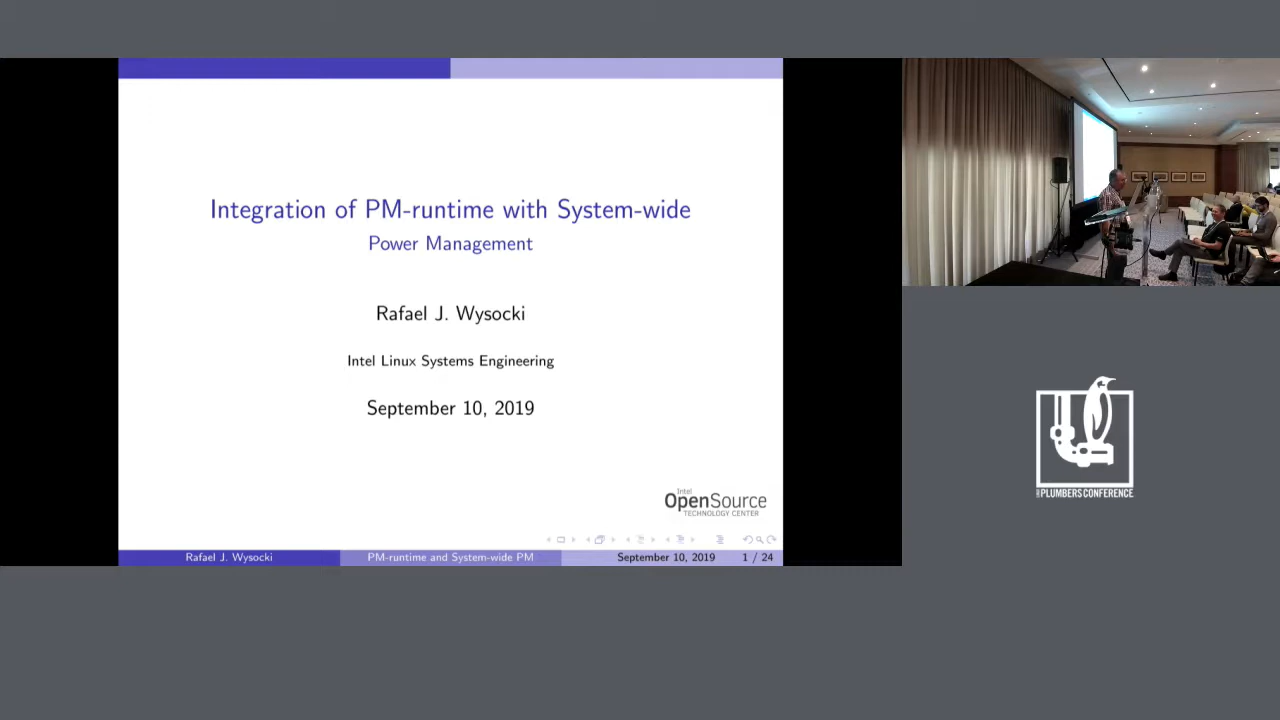 Integration of PM-runtime with System-wide
Power Management
Rafael J. Wysocki
Intel Linux Systems Engineering
September 10, 2019
Intel
OpenSource
TECHNOLOGY CENTER
Rafael J. Wysocki
PM-runtime and System-wide PM
September 10, 2019
1 / 24
PLUMBERS CONFERENCE